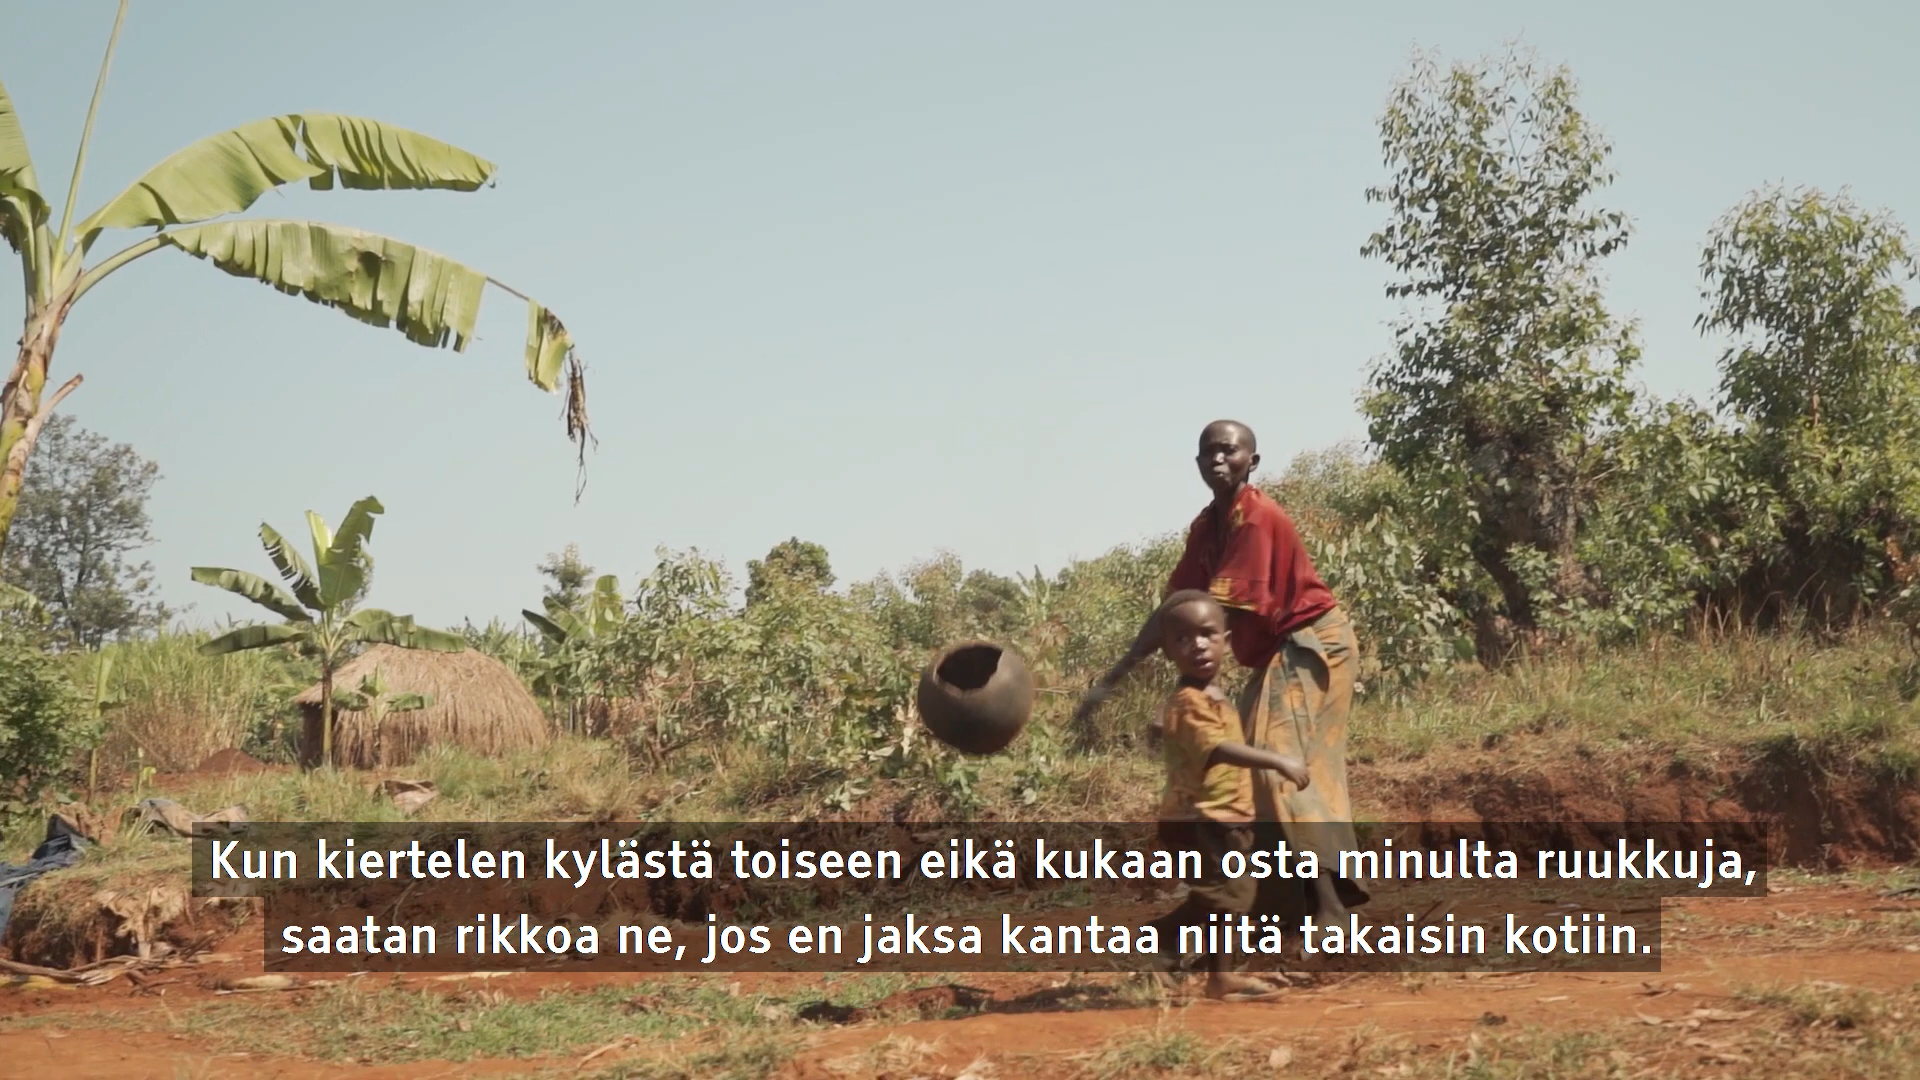 Kun kiertelen kylästä toiseen eikä kukaan osta minulta ruukkuja,
saatan rikkoa ne, jos en jaksa kantaa niitä takaisin kotiin.